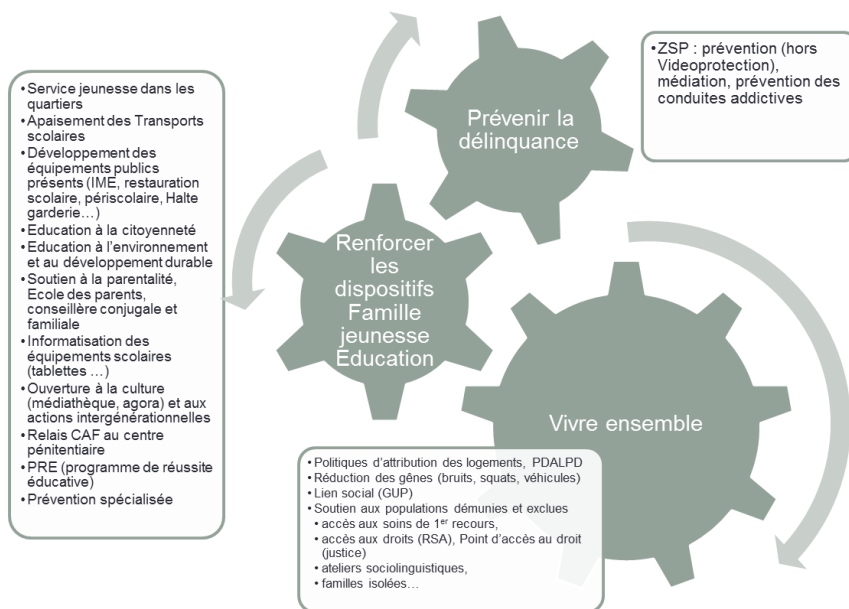 •Service jeunesse dans les
quartiers
•Apaisement des Transports
scolaires
•Développement des
équipements publics
présents (IME, restauration
scolaire, périscolaire, Halte
garderie…)
•Education à la citoyenneté
•Education à l’environnement
et au développement durable
•Soutien à la parentalité,
Ecole des parents,
conseillère conjugale et
familiale
•Informatisation des
équipements scolaires
(tablettes …)
•Ouverture à la culture
(médiathèque, agora) et aux
actions intergénérationnelles
•Relais CAF au centre
pénitentiaire
•PRE (programme de réussite
éducative)
•Prévention spécialisée
Prévenir la
délinquance
•ZSP : prévention (hors
Videoprotection),
médiation, prévention des
conduites addictives
Renforcer
les
dispositifs
Famille
jeunesse
Éducation
Vivre ensemble
•Politiques d’attribution des logements, PDALPD
•Réduction des gênes (bruits, squats, véhicules)
•Lien social (GUP)
•Soutien aux populations démunies et exclues
•accès aux soins de 1er recours,
•accès aux droits (RSA), Point d’accès au droit
(justice)
•ateliers sociolinguistiques,
•familles isolées…